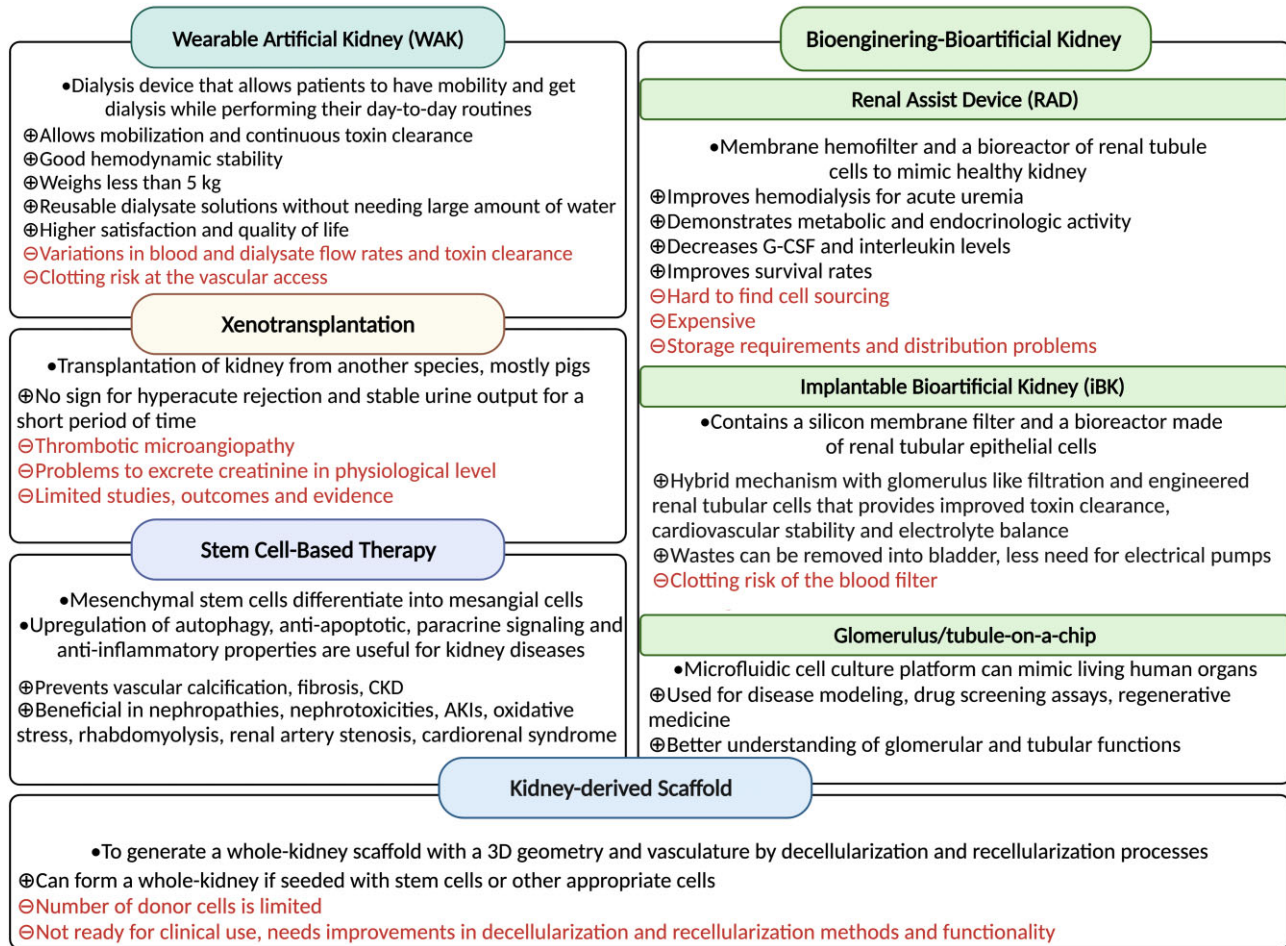 Wearable Artificial Kidney (WAK)
•Dialysis device that allows patients to have mobility and get
dialysis while performing their day-to-day routines
⊕Allows mobilization and continuous toxin clearance
⊕Good hemodynamic stability
⊕Weighs less than 5 kg
⊕Reusable dialysate solutions without needing large amount of water
⊕Higher satisfaction and quality of life
⊖Variations in blood and dialysate flow rates and toxin clearance
⊖Clotting risk at the vascular access
Xenotransplantation
•Transplantation of kidney from another species, mostly pigs
⊕No sign for hyperacute rejection and stable urine output for a
short period of time
⊖Thrombotic microangiopathy
⊖Problems to excrete creatinine in physiological level
⊖Limited studies, outcomes and evidence
Stem Cell-Based Therapy
•Mesenchymal stem cells differentiate into mesangial cells
•Upregulation of autophagy, anti-apoptotic, paracrine signaling and
anti-inflammatory properties are useful for kidney diseases
⊕Prevents vascular calcification, fibrosis, CKD
⊕Beneficial in nephropathies, nephrotoxicities, AKIs, oxidative
stress, rhabdomyolysis, renal artery stenosis, cardiorenal syndrome
Bioenginering-Bioartificial Kidney
Renal Assist Device (RAD)
•Membrane hemofilter and a bioreactor of renal tubule
cells to mimic healthy kidney
⊕Improves hemodialysis for acute uremia
⊕Demonstrates metabolic and endocrinologic activity
⊕Decreases G-CSF and interleukin levels
⊕Improves survival rates
⊖Hard to find cell sourcing
⊖Expensive
⊖Storage requirements and distribution problems
Implantable Bioartificial Kidney (iBK)
•Contains a silicon membrane filter and a bioreactor made
of renal tubular epithelial cells
⊕Hybrid mechanism with glomerulus like filtration and engineered
renal tubular cells that provides improved toxin clearance,
cardiovascular stability and electrolyte balance
⊕Wastes can be removed into bladder, less need for electrical pumps
⊖Clotting risk of the blood filter
Glomerulus/tubule-on-a-chip
•Microfluidic cell culture platform can mimic living human organs
⊕Used for disease modeling, drug screening assays, regenerative
medicine
⊕Better understanding of glomerular and tubular functions
Kidney-derived Scaffold
•To generate a whole-kidney scaffold with a 3D geometry and vasculature by decellularization and recellularization processes
⊕Can form a whole-kidney if seeded with stem cells or other appropriate cells
⊖Number of donor cells is limited
⊖Not ready for clinical use, needs improvements in decellularization and recellularization methods and functionality